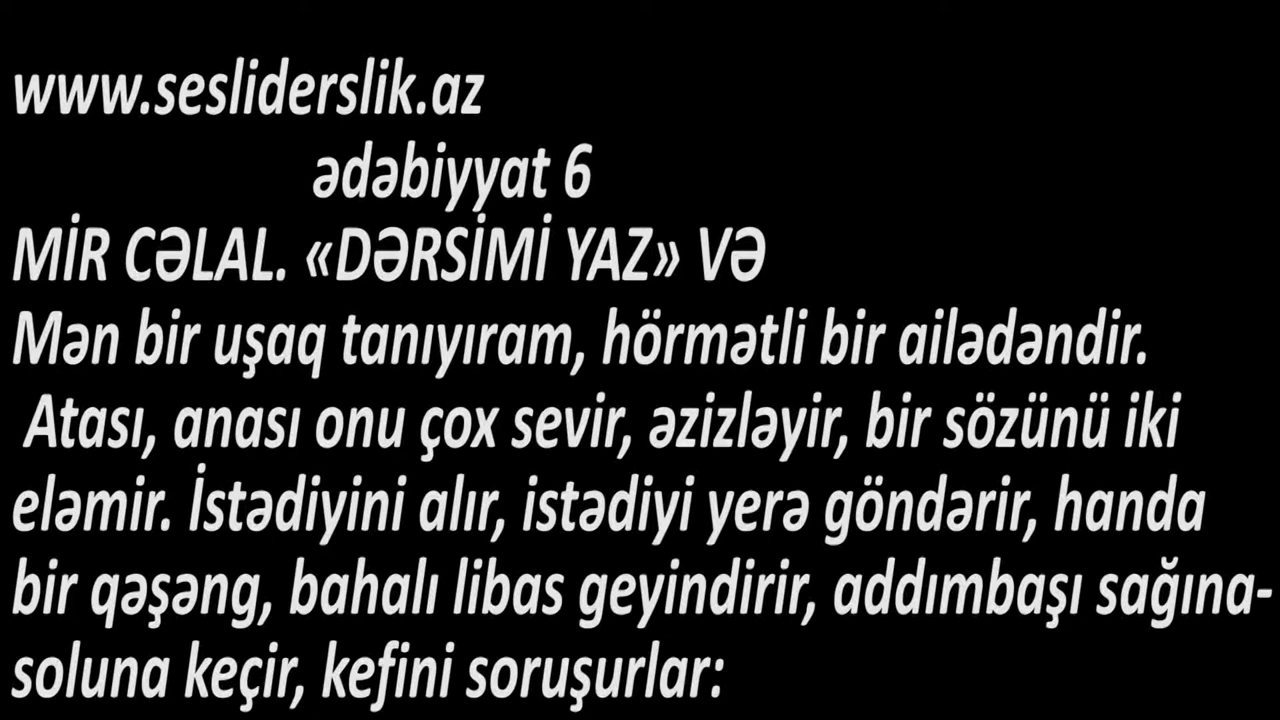 www.sesliderslik.az
ədəbiyyat 6
MİR CƏLAL. «DƏRSİMİ YAZ» VƏ
Mən bir uşaq tanıyıram, hörmətli bir ailədəndir.
Atası, anası onu çox sevir, əzizləyir, bir sözünü iki
eləmir. İstədiyini alır, istədiyi yerə göndərir, handa
bir qəşəng, bahalı libas geyindirir, addımbaşı sağına-
soluna keçir, kefini soruşurlar: